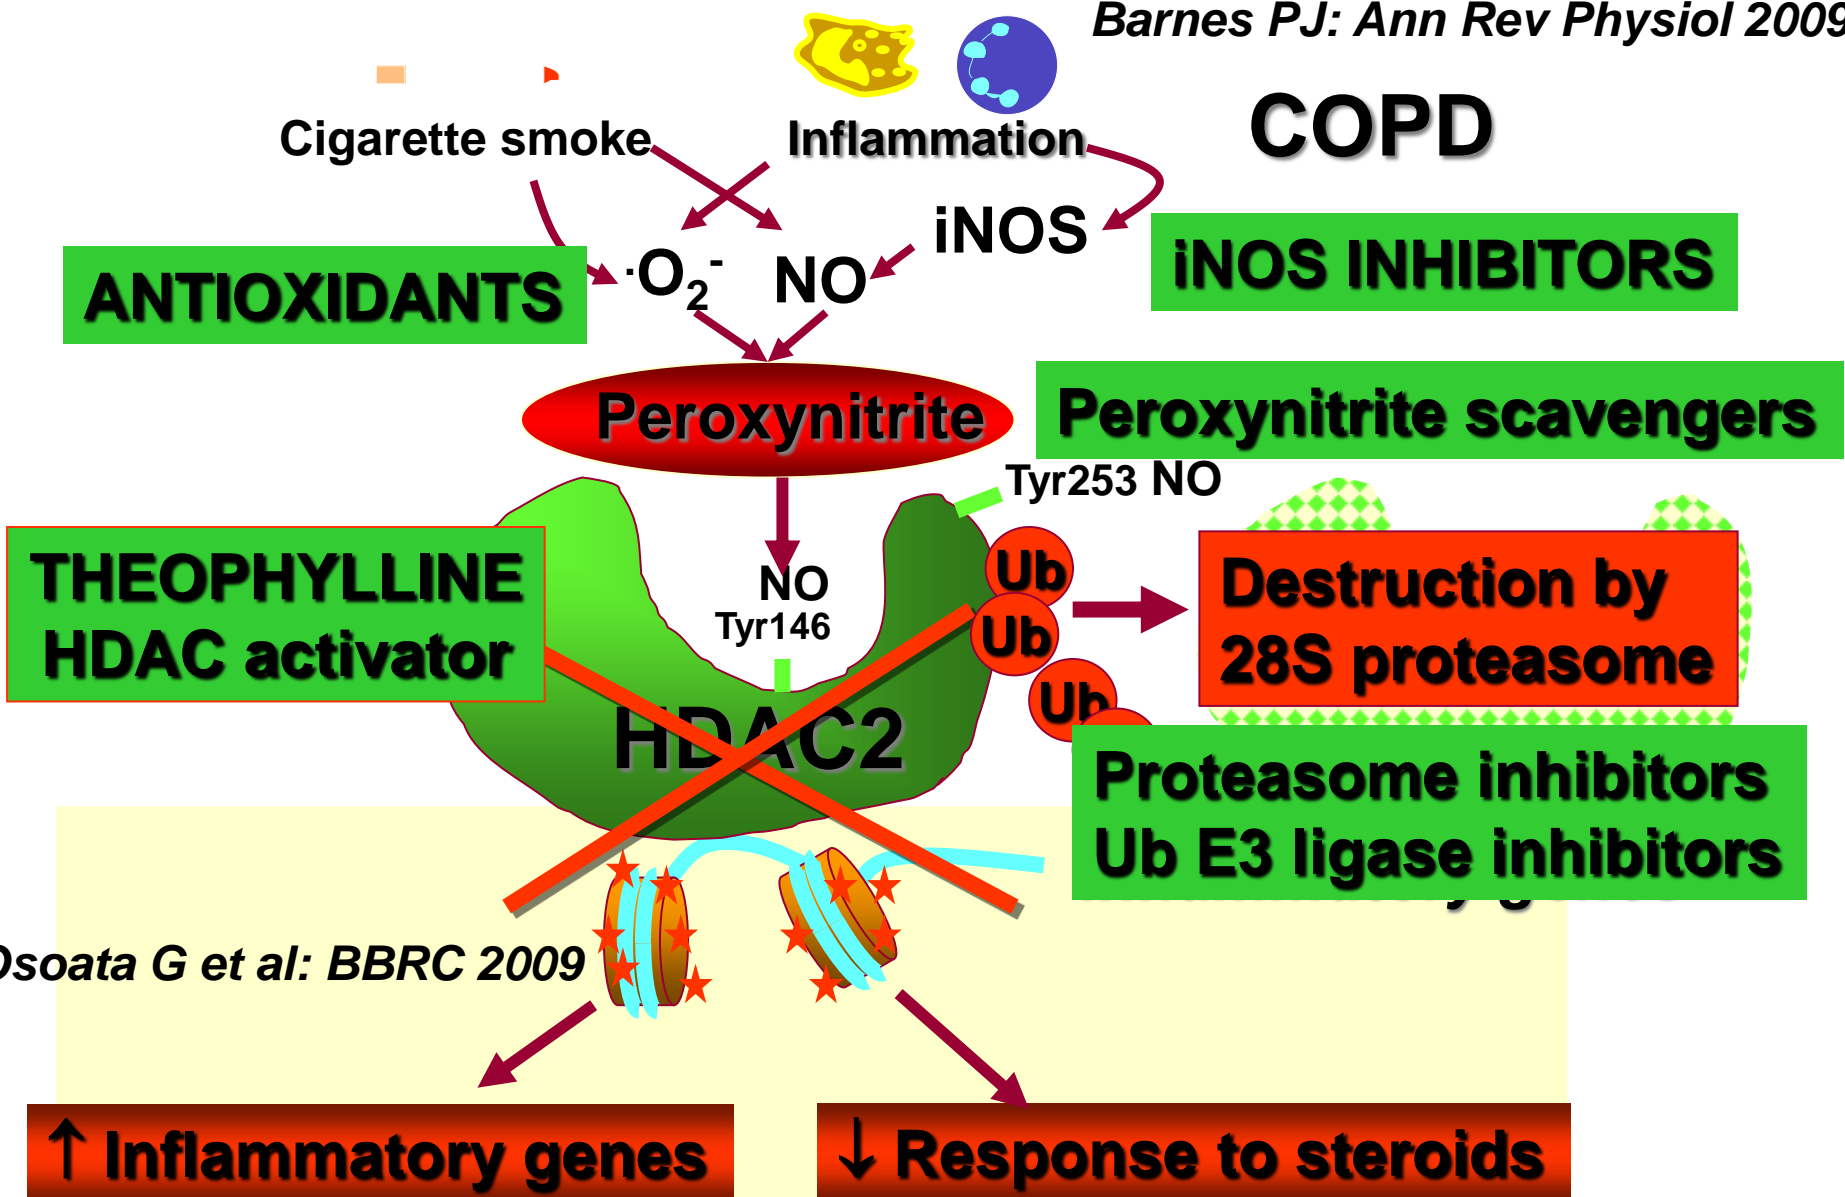 Barnes PJ: Ann Rev Physiol 2009
COPD
Cigarette smoke
Inflammation
iNOS
iNOS INHIBITORS
ANTIOXIDANTS
·O₂⁻ NO
Peroxynitrite
Peroxynitrite scavengers
Tyr253 NO
THEOPHYLLINE
HDAC activator
NO
Tyr146
Ub
Ub
Ub
Destruction by
28S proteasome
HDAC2
Proteasome inhibitors
Ub E3 ligase inhibitors
Osoata G et al: BBRC 2009
↑ Inflammatory genes
↓ Response to steroids